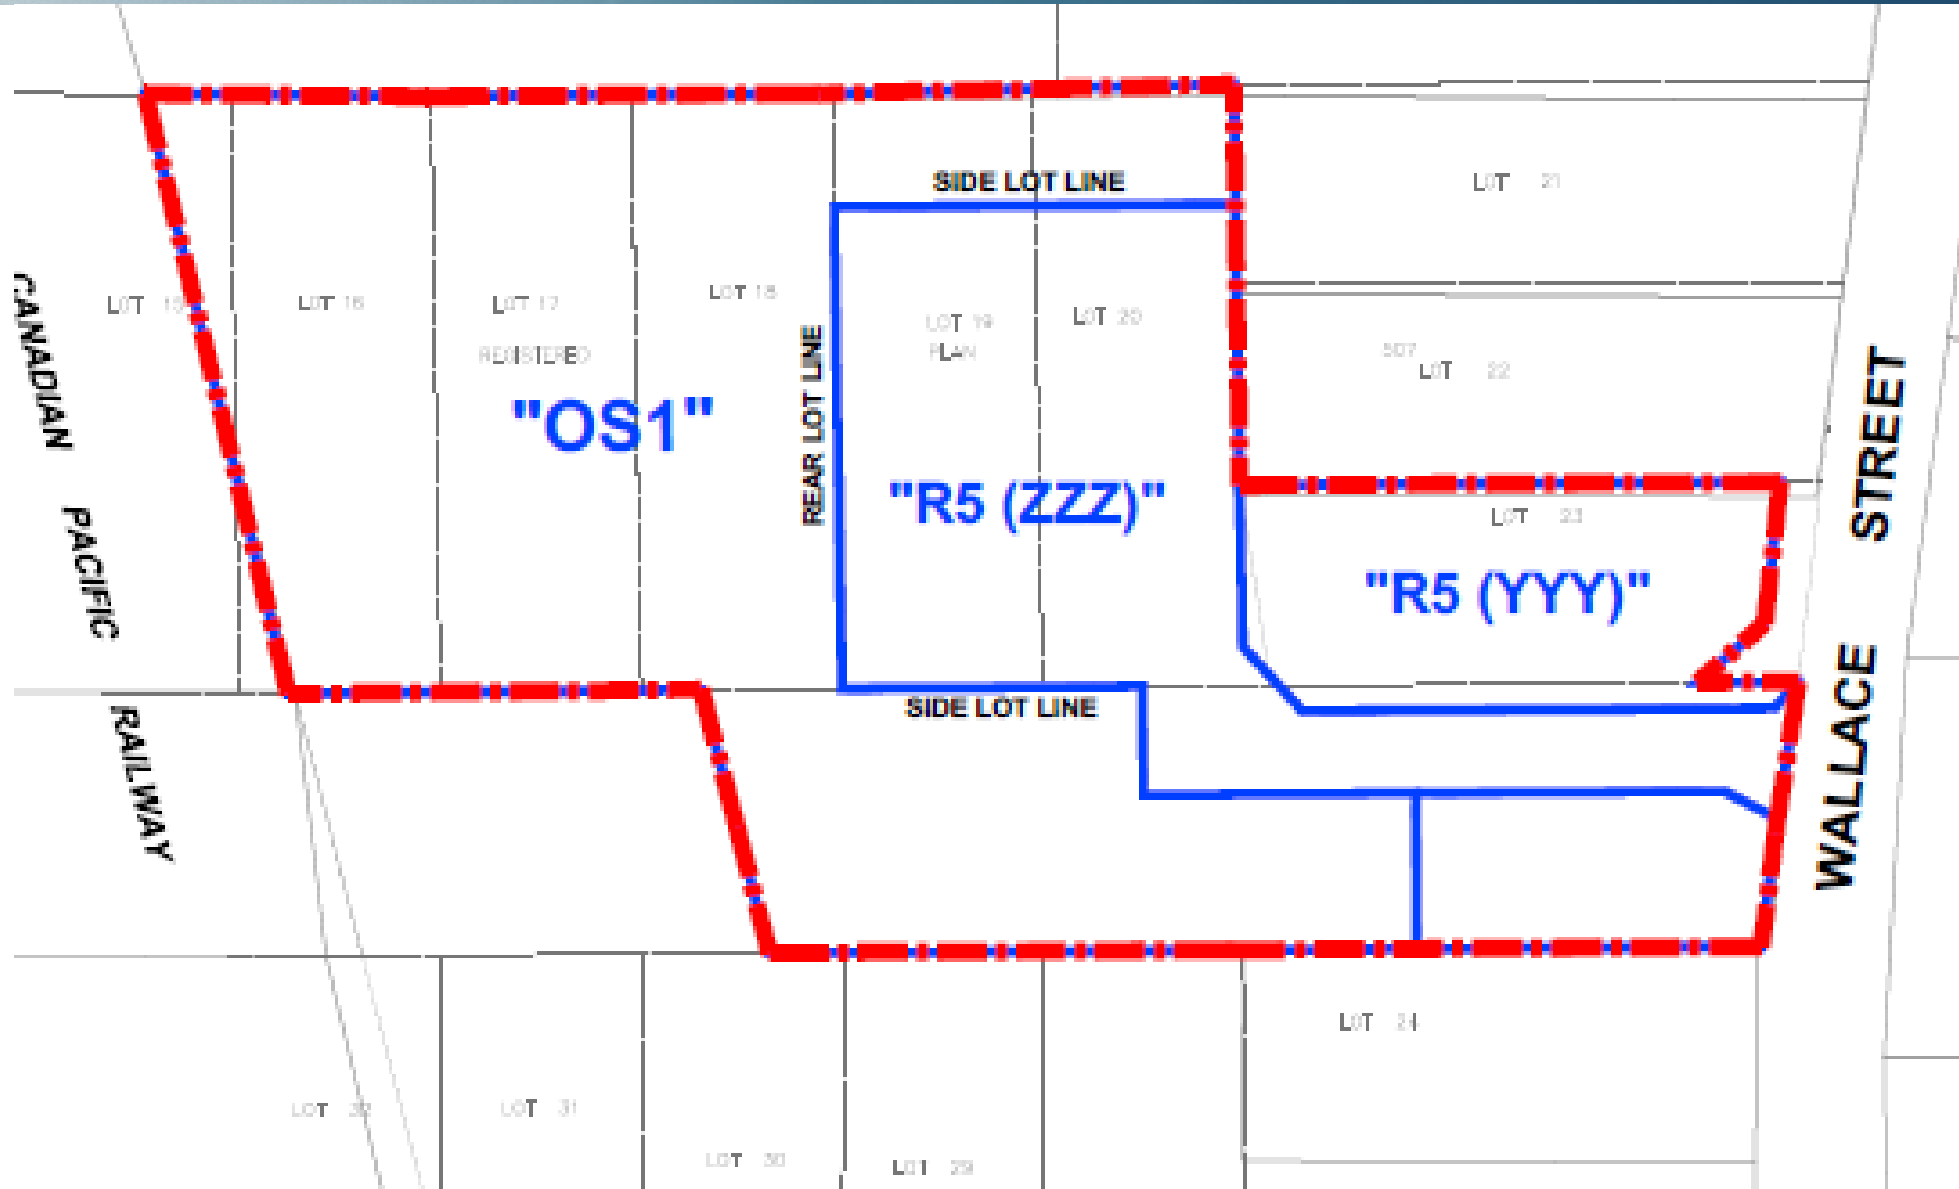 SIDE LOT LINE
LOT 21
LOT 15
LOT 16
LOT 17
LOT 18
LOT 19
LOT 20
REGISTERED
PLAN
507
LOT 22
CANADIAN PACIFIC RAILWAY
"OS1"
REAR LOT LINE
"R5 (ZZZ)"
LOT 23
"R5 (YYY)"
WALLACE STREET
SIDE LOT LINE
LOT 24
LOT 32
LOT 31
LOT 30
LOT 29